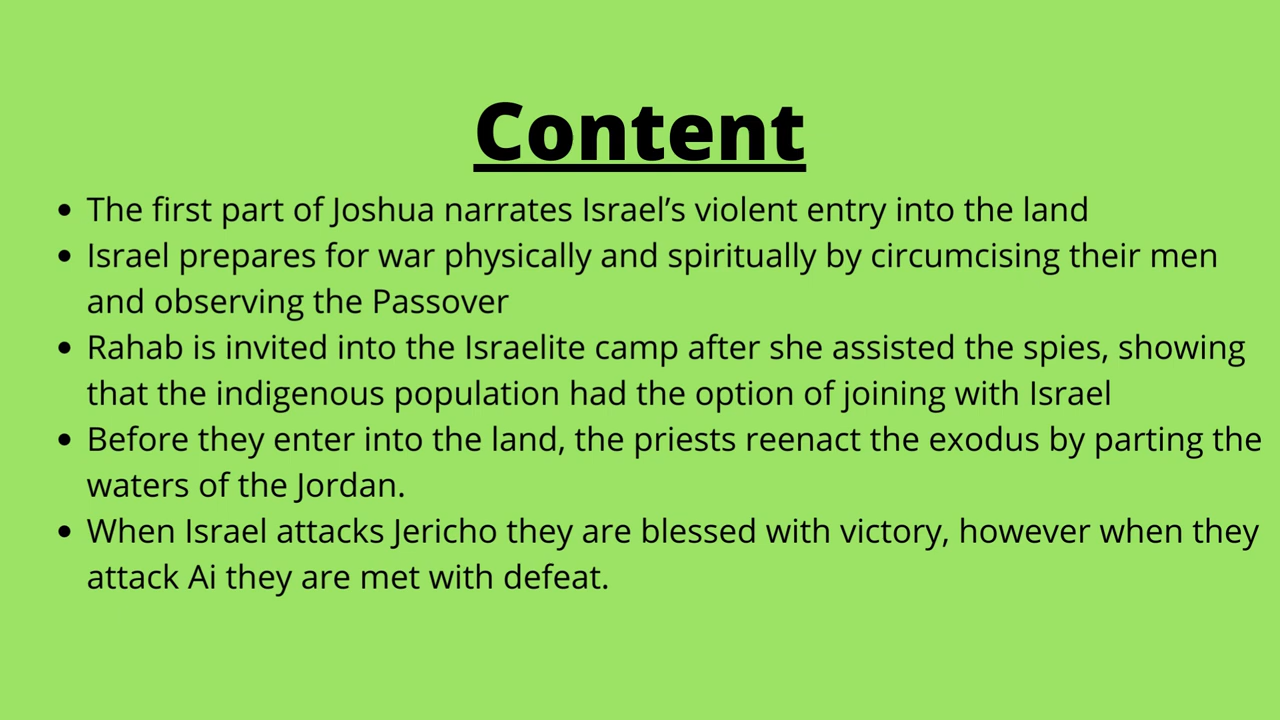 Content
• The first part of Joshua narrates Israel’s violent entry into the land
• Israel prepares for war physically and spiritually by circumcising their men
and observing the Passover
• Rahab is invited into the Israelite camp after she assisted the spies, showing
that the indigenous population had the option of joining with Israel
• Before they enter into the land, the priests reenact the exodus by parting the
waters of the Jordan.
• When Israel attacks Jericho they are blessed with victory, however when they
attack Ai they are met with defeat.